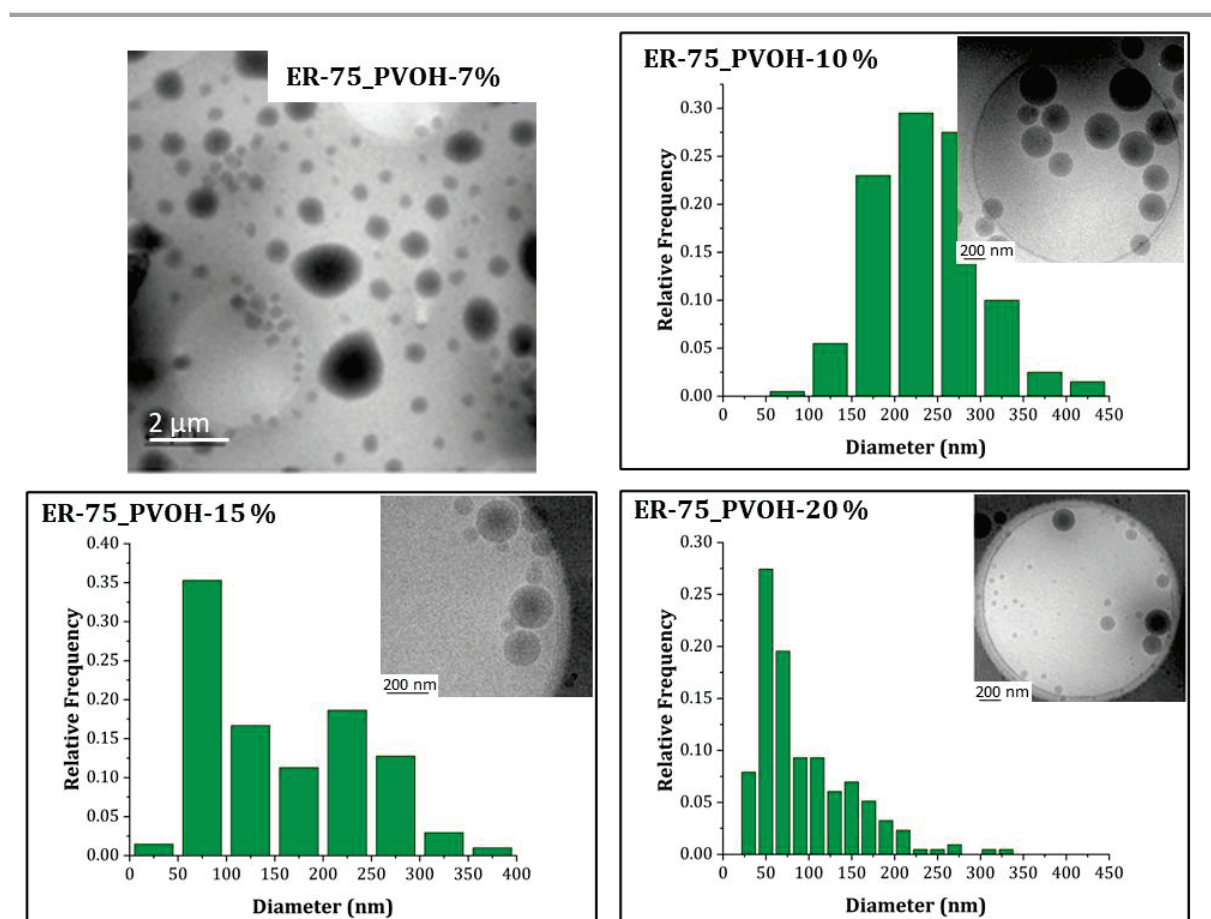 ER-75_PVOH-7%
2 µm
ER-75_PVOH-10 %
Relative Frequency
0.30
0.25
0.20
0.15
0.10
0.05
0.00
0 50 100 150 200 250 300 350 400 450
Diameter (nm)
200 nm
ER-75_PVOH-15 %
Relative Frequency
0.40
0.35
0.30
0.25
0.20
0.15
0.10
0.05
0.00
0 50 100 150 200 250 300 350 400
Diameter (nm)
200 nm
ER-75_PVOH-20 %
Relative Frequency
0.30
0.25
0.20
0.15
0.10
0.05
0.00
0 50 100 150 200 250 300 350 400 450
Diameter (nm)
200 nm